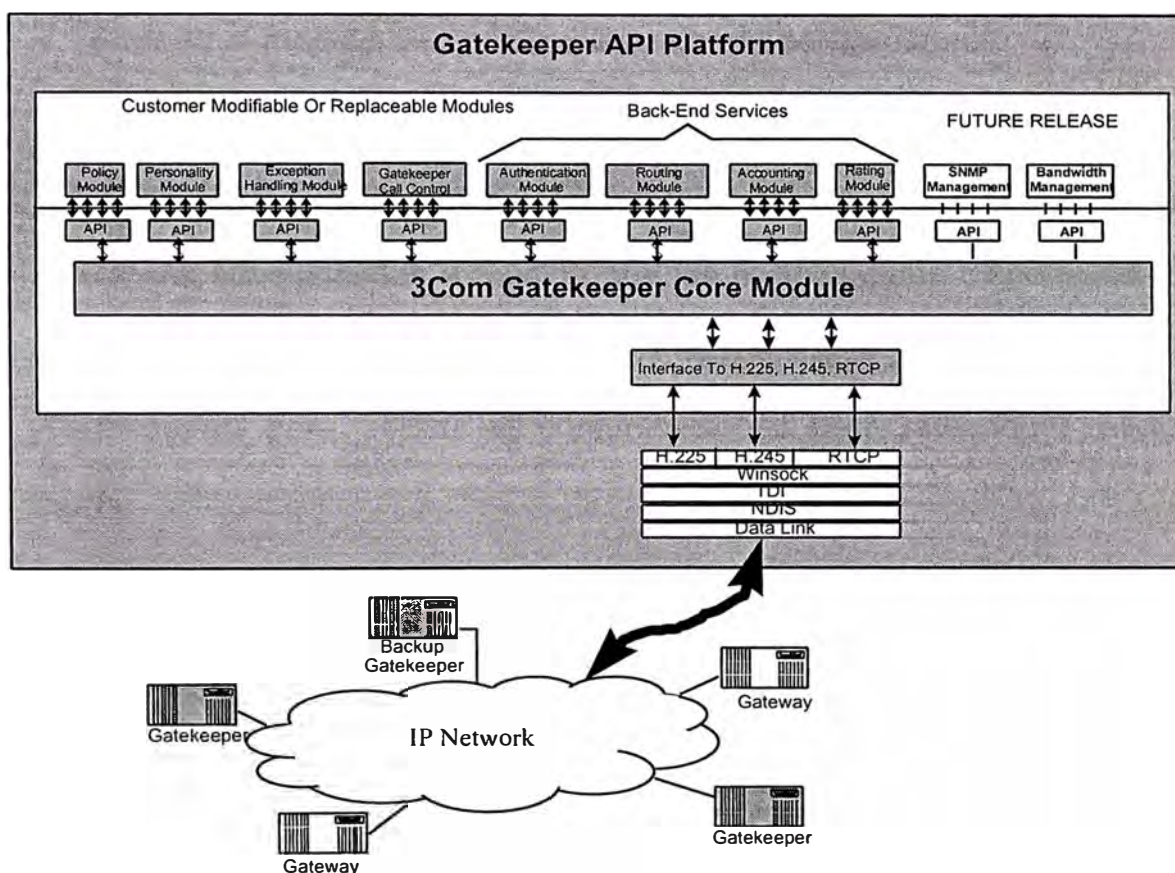 Gatekeeper API Platform
Customer Modifiable Or Replaceable Modules
Back-End Services
FUTURE RELEASE
Policy
Module
Personality
Module
Exception
Handling Module
Gatekeeper
Call Control
Authentication
Module
Routing
Module
Accounting
Module
Rating
Module
SNMP
Management
Bandwidth
Management
API
API
API
API
API
API
API
API
API
API
3Com Gatekeeper Core Module
Interface To H.225, H.245, RTCP
H.225
H.245
RTCP
Winsock
TDI
NDIS
Data Link
Backup
Gatekeeper
Gateway
Gatekeeper
IP Network
Gatekeeper
Gateway